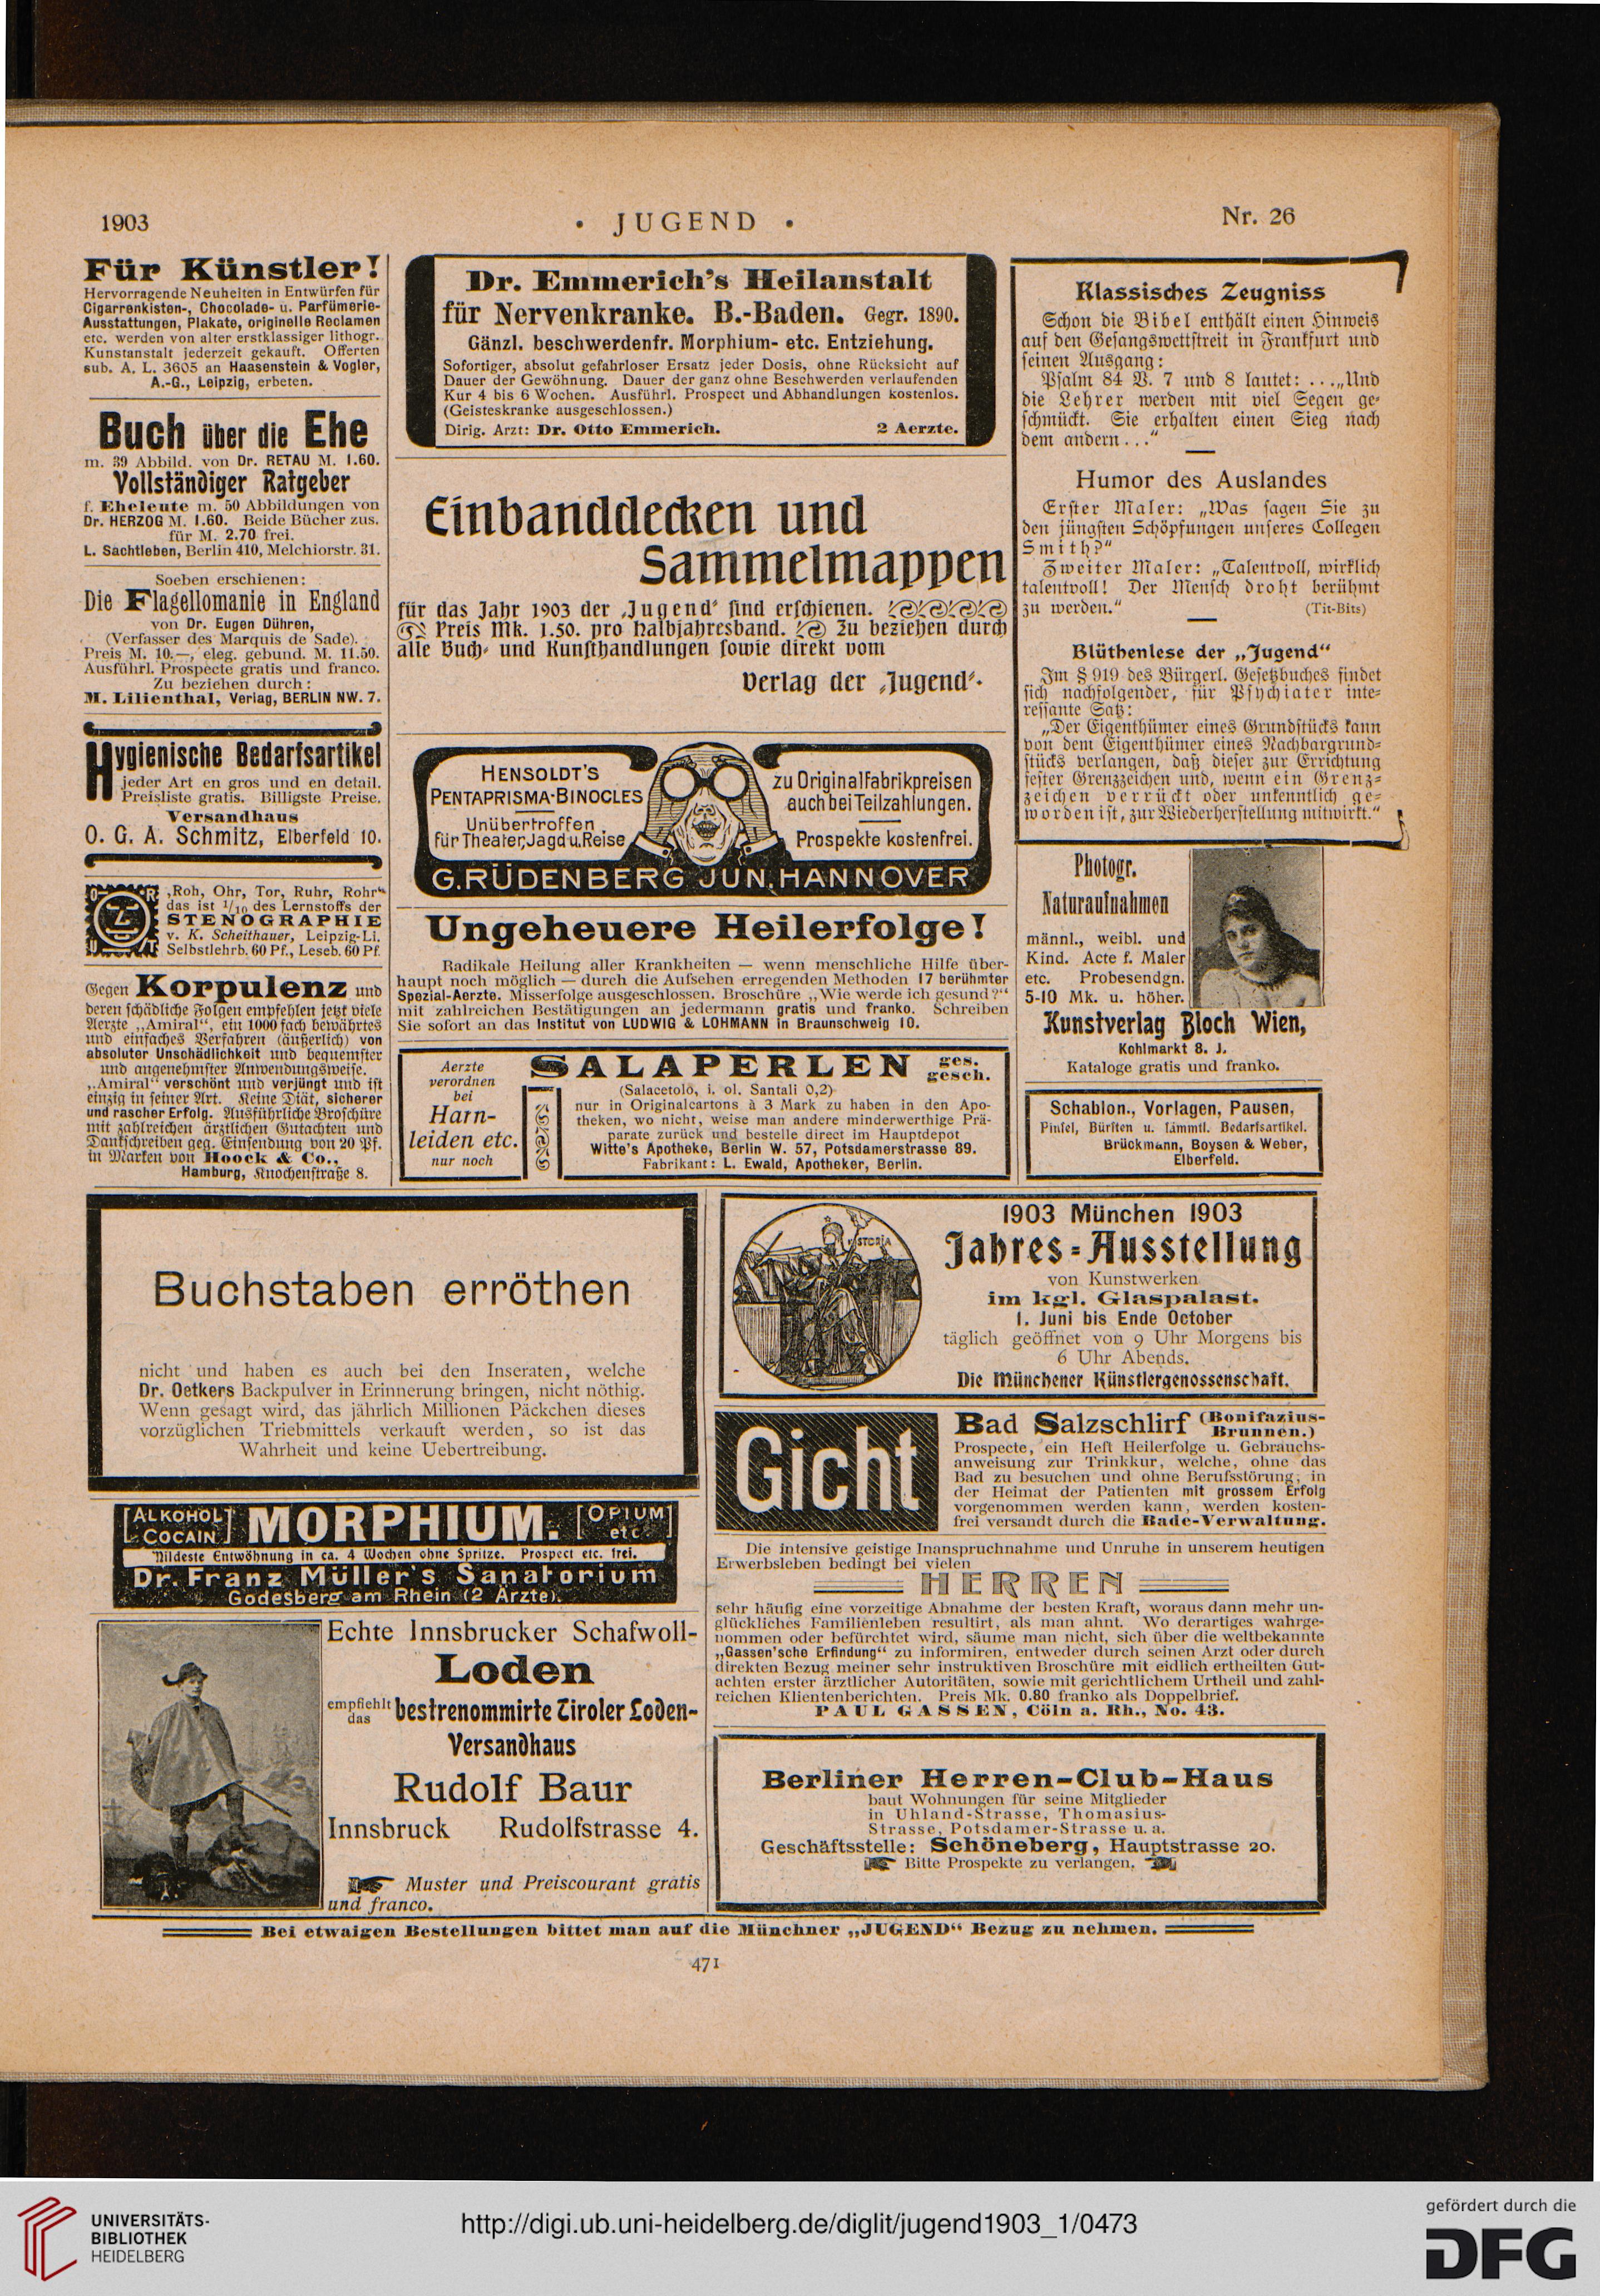 1903
• JUGEND •
Nr. 26
Für Künstler!
Hervorragende Neuheiten in Entwürfen für
Cigarrenkisten-, Chocolade- u. Parfümerie-
Ausstattungen, Plakate, originelle Reclamen
etc. werden von alter erstklassiger lithogr.
Kunstanstalt jederzeit gekauft. Offerten
sub. A. L. 3605 an Haasenstein & Vogler,
A.-G., Leipzig, erbeten.
Buch über die Ehe
m. 39 Abbild. von Dr. RETAU M. 1.60.
Vollständiger Ratgeber
f. Eheleute m. 50 Abbildungen von
Dr. HERZOG M. 1.60. Beide Bücher zus.
für M. 2.70 frei.
L. Sachtleben, Berlin 410, Melchiorstr. 31.
Soeben erschienen:
Die Flagellomanie in England
von Dr. Eugen Dühren,
(Verfasser des Marquis de Sade).
Preis M. 10.—, eleg. gebund. M. 11.50.
Ausführl. Prospecte gratis und franco.
Zu beziehen durch:
M. Lilienthal, Verlag, BERLIN NW. 7.
Hygienische Bedarfsartikel
jeder Art en gros und en detail.
Preisliste gratis. Billigste Preise.
Versandhaus
O. G. A. Schmitz, Elberfeld 10.
„Roh, Ohr, Tor, Ruhr, Rohr“
das ist 1/10 des Lernstoffs der
STENOGRAPHIE
v. K. Scheithauer, Leipzig-Li.
Selbstlehrb. 60 Pf., Leseb. 60 Pf.
Gegen Korpulenz und
deren schädliche Folgen empfehlen jetzt viele
Aerzte „Amiral“, ein 1000 fach bewährtes
und einfaches Verfahren (äußerlich) von
absoluter Unschädlichkeit und bequemster
und angenehmster Anwendungsweise.
„Amiral“ verschönt und verjüngt und ist
einzig in seiner Art. Keine Diät, sicherer
und rascher Erfolg. Ausführliche Broschüre
mit zahlreichen ärztlichen Gutachten und
Dankschreiben geg. Einsendung von 20 Pf.
in Marken von Hoock & Co.,
Hamburg, Knochenstraße 8.
Dr. Emmerich's Heilanstalt
für Nervenkranke. B.-Baden. Gegr. 1890.
Gänzl. beschwerdenfr. Morphium- etc. Entziehung.
Sofortiger, absolut gefahrloser Ersatz jeder Dosis, ohne Rücksicht auf
Dauer der Gewöhnung. Dauer der ganz ohne Beschwerden verlaufenden
Kur 4 bis 6 Wochen. Ausführl. Prospect und Abhandlungen kostenlos.
(Geisteskranke ausgeschlossen.)
Dirig. Arzt: Dr. Otto Emmerich. 2 Aerzte.
Einbanddecken und
Sammelmappen
für das Jahr 1903 der „Jugend“ sind erschienen.
Preis Mk. 1.50. pro Halbjahresband. Zu beziehen durch
alle Buch- und Kunsthandlungen sowie direkt vom
Verlag der „Jugend“.
HENSOLDT'S
PENTAPRISMA-BINOCLES
Unübertroffen
für Theater, Jagd u. Reise
zu Originalfabrikpreisen
auch bei Teilzahlungen.
Prospekte kostenfrei.
G. RÜDENBERG JUN. HANNOVER
Ungeheuere Heilerfolge!
Radikale Heilung aller Krankheiten — wenn menschliche Hilfe über-
haupt noch möglich — durch die Aufsehen erregenden Methoden 17 berühmter
Spezial-Aerzte. Misserfolge ausgeschlossen. Broschüre „Wie werde ich gesund?“
mit zahlreichen Bestätigungen an jedermann gratis und franko. Schreiben
Sie sofort an das Institut von LUDWIG & LOHMANN in Braunschweig 10.
Aerzte
verordnen
bei
Harn-
leiden etc.
nur noch
SALAPERLEN ges. gesch.
(Salacetolo, i. ol. Santali 0,2)
nur in Originalcartons à 3 Mark zu haben in den Apo-
theken, wo nicht, weise man andere minderwerthige Prä-
parate zurück und bestelle direct im Hauptdepot
Witte's Apotheke, Berlin W. 57, Potsdamerstrasse 89.
Fabrikant: L. Ewald, Apotheker, Berlin.
Klassisches Zeugniss
Schon die Bibel enthält einen Hinweis
auf den Gesangswettstreit in Frankfurt und
seinen Ausgang:
Psalm 84 V. 7 und 8 lautet: ...„Und
die Lehrer werden mit viel Segen ge-
schmückt. Sie erhalten einen Sieg nach
dem andern...“
Humor des Auslandes
Erster Maler: „Was sagen Sie zu
den jüngsten Schöpfungen unseres Collegen
Smith?“
Zweiter Maler: „Talentvoll, wirklich
talentvoll! Der Mensch droht berühmt
zu werden.“ (Tit-Bits)
Blüthenlese der „Jugend“
Im § 919 des Bürgerl. Gesetzbuches findet
sich nachfolgender, für Psychiater inte-
ressante Satz:
„Der Eigenthümer eines Grundstücks kann
von dem Eigenthümer eines Nachbargrund-
stücks verlangen, daß dieser zur Errichtung
fester Grenzzeichen und, wenn ein Grenz-
zeichen verrückt oder unkenntlich ge-
worden ist, zur Wiederherstellung mitwirkt.“
Photogr.
Naturaufnahmen
männl., weibl. und
Kind. Acte f. Maler
etc. Probesendgn.
5-10 Mk. u. höher.
Kunstverlag Bloch Wien,
Kohlmarkt 8. J.
Kataloge gratis und franko.
Schablon., Vorlagen, Pausen,
Pinsel, Bürsten u. sämmtl. Bedarfsartikel.
Brückmann, Boysen & Weber,
Elberfeld.
Buchstaben erröthen
nicht und haben es auch bei den Inseraten, welche
Dr. Oetkers Backpulver in Erinnerung bringen, nicht nöthig.
Wenn gesagt wird, das jährlich Millionen Päckchen dieses
vorzüglichen Triebmittels verkauft werden, so ist das
Wahrheit und keine Uebertreibung.
ALKOHOL
COCAIN
MORPHIUM.
OPIUM
etc.
Mildeste Entwöhnung in ca. 4 Wochen ohne Spritze. Prospect etc. frei.
Dr. Franz Müller's Sanatorium
Godesberg am Rhein (2 Ärzte).
Echte Innsbrucker Schafwoll-
Loden
empfiehlt das bestrenommirte Tiroler Loden-
Versandhaus
Rudolf Baur
Innsbruck Rudolfstrasse 4.
Muster und Preiscourant gratis
und franco.
1903 München 1903
Jahres-Ausstellung
von Kunstwerken
im kgl. Glaspalast.
1. Juni bis Ende October
täglich geöffnet von 9 Uhr Morgens bis
6 Uhr Abends.
Die Münchener Künstlergenossenschaft.
Gicht
Bad Salzschlirf (Bonifazius-
Brunnen.)
Prospecte, ein Heft Heilerfolge u. Gebrauchs-
anweisung zur Trinkkur, welche, ohne das
Bad zu besuchen und ohne Berufsstörung, in
der Heimat der Patienten mit grossem Erfolg
vorgenommen werden kann, werden kosten-
frei versandt durch die Bade-Verwaltung.
Die intensive geistige Inanspruchnahme und Unruhe in unserem heutigen
Erwerbsleben bedingt bei vielen
HERREN
sehr häufig eine vorzeitige Abnahme der besten Kraft, woraus dann mehr un-
glückliches Familienleben resultirt, als man ahnt. Wo derartiges wahrge-
nommen oder befürchtet wird, säume man nicht, sich über die weltbekannte
„Gassen'sche Erfindung“ zu informiren, entweder durch seinen Arzt oder durch
direkten Bezug meiner sehr instruktiven Broschüre mit eidlich ertheilten Gut-
achten erster ärztlicher Autoritäten, sowie mit gerichtlichem Urtheil und zahl-
reichen Klientenberichten. Preis Mk. 0.80 franko als Doppelbrief.
PAUL GASSEN, Cöln a. Rh., No. 43.
Berliner Herren-Club-Haus
baut Wohnungen für seine Mitglieder
in Uhland-Strasse, Thomasius-
Strasse, Potsdamer-Strasse u. a.
Geschäftsstelle: Schöneberg, Hauptstrasse 20.
Bitte Prospekte zu verlangen.
Bei etwaigen Bestellungen bittet man auf die Münchner „JUGEND“ Bezug zu nehmen.
471
UNIVERSITÄTS-
BIBLIOTHEK
HEIDELBERG
http://digi.ub.uni-heidelberg.de/diglit/jugend1903_1/0473
gefördert durch die
DFG